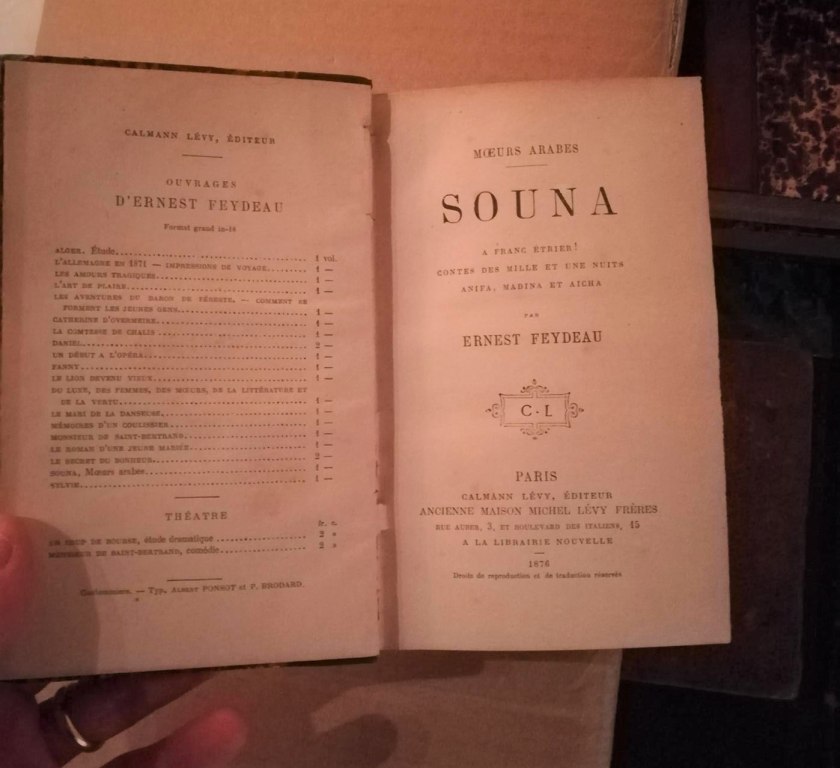 CALMANN LÉVY, ÉDITEUR
OUVRAGES
D'ERNEST FEYDEAU
Format grand in-18
ALGER. Étude 1 vol.
L'ALLEMAGNE EN 1871 — IMPRESSIONS DE VOYAGE 1 —
LES AMOURS TRAGIQUES 1 —
L'ART DE PLAIRE 1 —
LES AVENTURES DU BARON DE FÉRESTE. — COMMENT SE
FORMENT LES JEUNES GENS 1 —
CATHERINE D'OVERMEIRE 1 —
LA COMTESSE DE CHALIS 1 —
DANIEL 2 —
UN DÉBUT A L'OPÉRA 1 —
FANNY 1 —
LE LION DEVENU VIEUX 1 —
DU LUXE, DES FEMMES, DES MŒURS, DE LA LITTÉRATURE ET
DE LA VERTU 1 —
LE MARI DE LA DANSEUSE 1 —
MÉMOIRES D'UN COULISSIER 1 —
MONSIEUR DE SAINT-BERTRAND 1 —
LE ROMAN D'UNE JEUNE MARIÉE 1 —
LE SECRET DU BONHEUR 2 —
SOUNA, Mœurs arabes 1 —
SYLVIE 1 —
THÉATRE
fr. c.
UN COUP DE BOURSE, étude dramatique 2 »
MONSIEUR DE SAINT-BERTRAND, comédie 2 »
Coulommiers. — Typ. ALBERT PONSOT et P. BRODARD.
MŒURS ARABES
SOUNA
A FRANC ÉTRIER!
CONTES DES MILLE ET UNE NUITS
ANIFA, MADINA ET AÏCHA
PAR
ERNEST FEYDEAU
C·L
PARIS
CALMANN LÉVY, ÉDITEUR
ANCIENNE MAISON MICHEL LÉVY FRÈRES
RUE AUBER, 3, ET BOULEVARD DES ITALIENS, 15
A LA LIBRAIRIE NOUVELLE
1876
Droits de reproduction et de traduction réservés